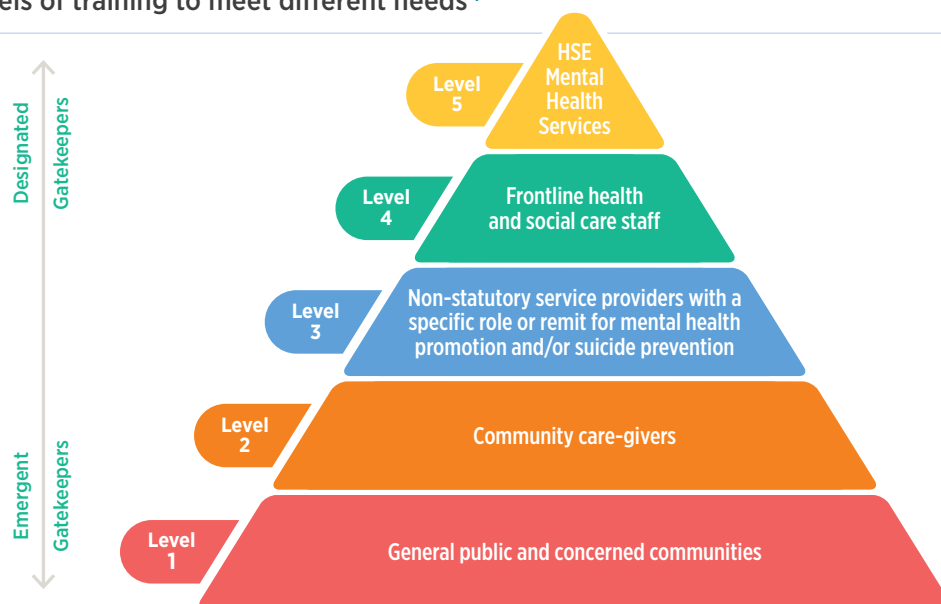 of training to meet different needs
HSE
Mental
Health
Services
Level
5
Designated
Gatekeepers
Frontline health
and social care staff
Level
4
Non-statutory service providers with a
specific role or remit for mental health
promotion and/or suicide prevention
Level
3
Community care-givers
Level
2
Emergent
Gatekeepers
General public and concerned communities
Level
1